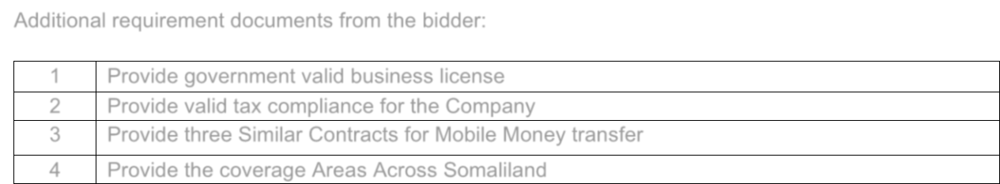 Additional requirement documents from the bidder:
1 Provide government valid business license
2 Provide valid tax compliance for the Company
3 Provide three Similar Contracts for Mobile Money transfer
4 Provide the coverage Areas Across Somaliland